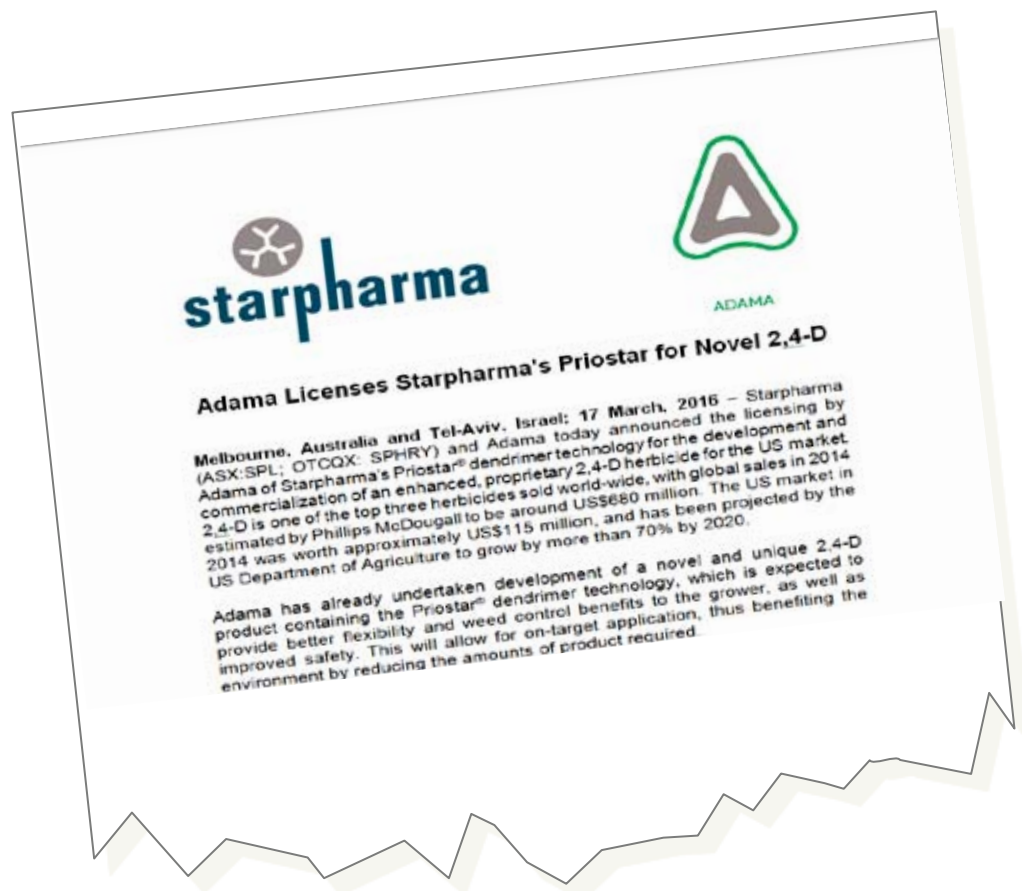 starpharma
ADAMA
Adama Licenses Starpharma's Priostar for Novel 2,4-D
Melbourne, Australia and Tel-Aviv, Israel; 17 March, 2016 – Starpharma
(ASX:SPL; OTCQX: SPHRY) and Adama today announced the licensing by
Adama of Starpharma's Priostar® dendrimer technology for the development and
commercialization of an enhanced, proprietary 2,4-D herbicide for the US market.
2,4-D is one of the top three herbicides sold world-wide, with global sales in 2014
estimated by Phillips McDougall to be around US$680 million. The US market in
2014 was worth approximately US$115 million, and has been projected by the
US Department of Agriculture to grow by more than 70% by 2020.
Adama has already undertaken development of a novel and unique 2,4-D
product containing the Priostar® dendrimer technology, which is expected to
provide better flexibility and weed control benefits to the grower, as well as
improved safety. This will allow for on-target application, thus benefiting the
environment by reducing the amounts of product required.